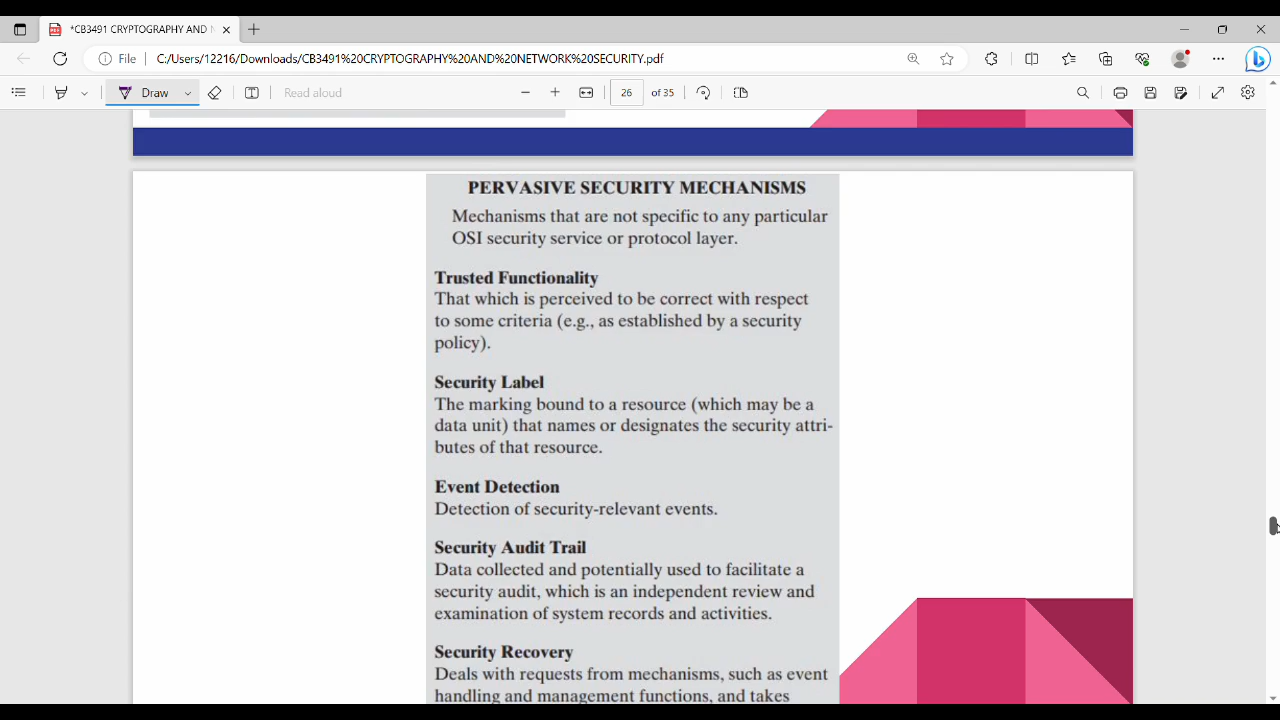 *CB3491 CRYPTOGRAPHY AND
File
C:/Users/12216/Downloads/CB3491%20CRYPTOGRAPHY%20AND%20NETWORK%20SECURITY.pdf
Draw
Read aloud
26
of 35
PERVASIVE SECURITY MECHANISMS
Mechanisms that are not specific to any particular
OSI security service or protocol layer.
Trusted Functionality
That which is perceived to be correct with respect
to some criteria (e.g., as established by a security
policy).
Security Label
The marking bound to a resource (which may be a
data unit) that names or designates the security attri-
butes of that resource.
Event Detection
Detection of security-relevant events.
Security Audit Trail
Data collected and potentially used to facilitate a
security audit, which is an independent review and
examination of system records and activities.
Security Recovery
Deals with requests from mechanisms, such as event
handling and management functions, and takes